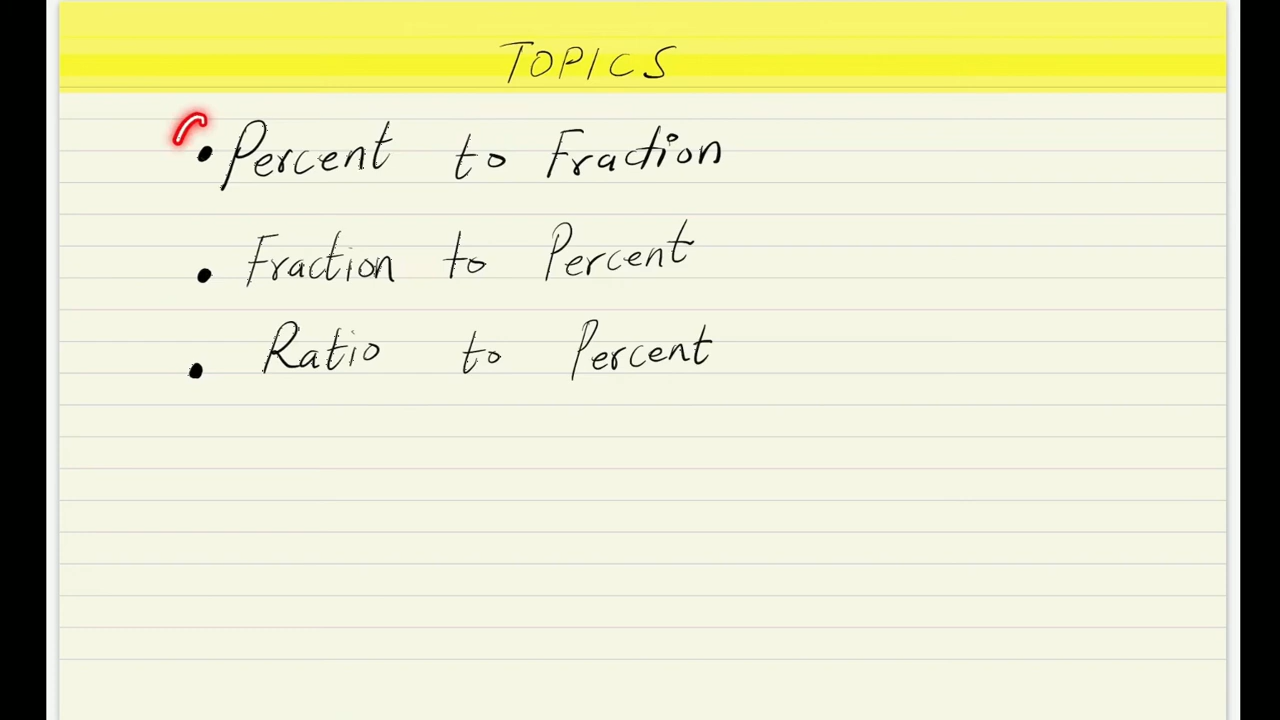 TOPICS
• Percent to Fraction
• Fraction to Percent
• Ratio to Percent